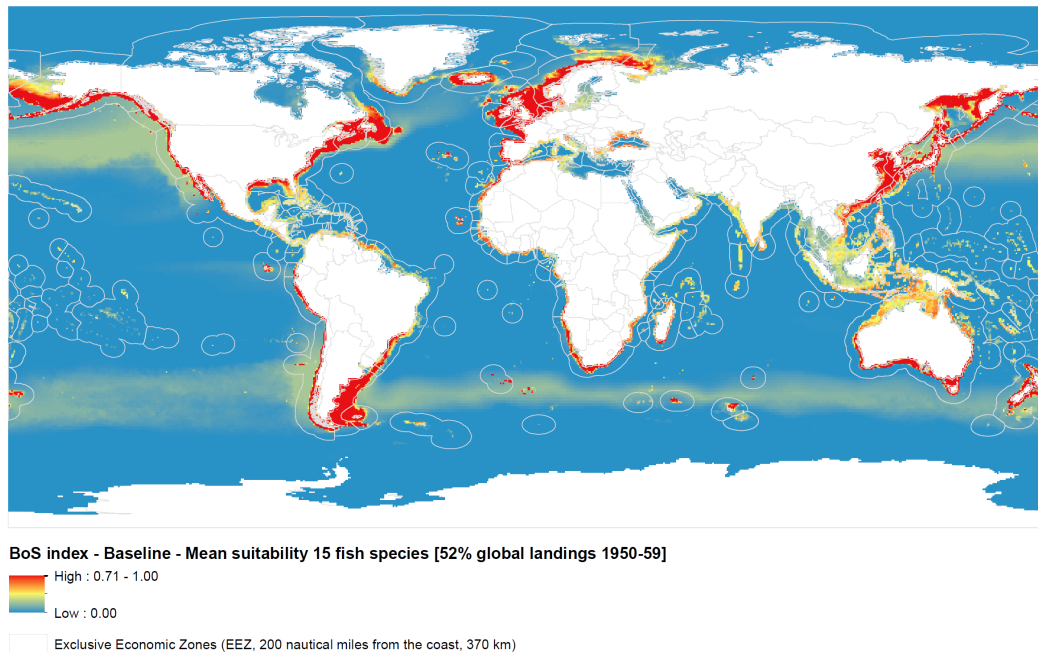 BoS index - Baseline - Mean suitability 15 fish species [52% global landings 1950-59]
High : 0.71 - 1.00
Low : 0.00
Exclusive Economic Zones (EEZ, 200 nautical miles from the coast, 370 km)